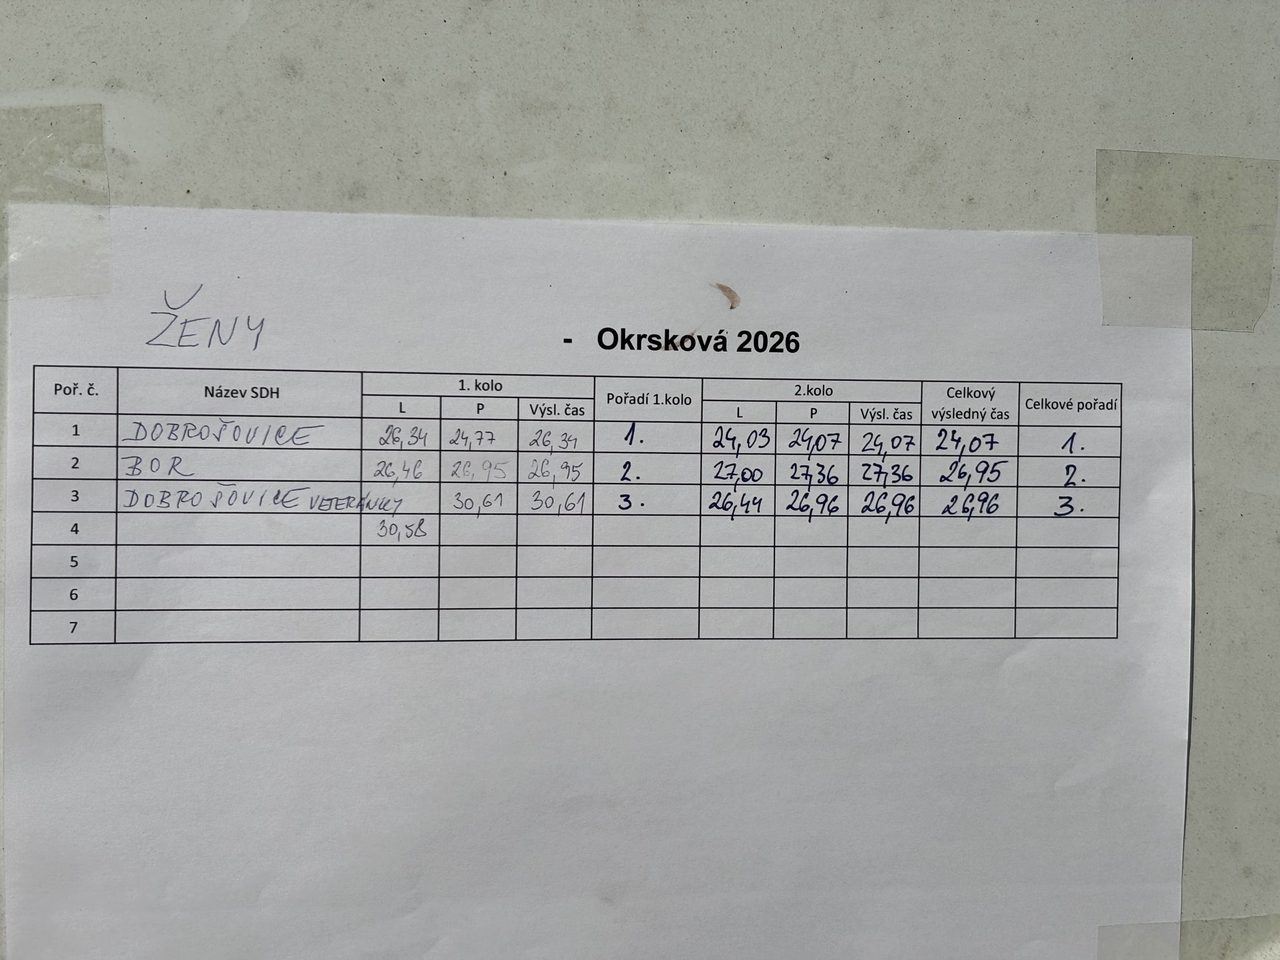 ŽENY - Okrsková 2026
Poř. č. Název SDH 1. kolo Pořadí 1.kolo 2.kolo Celkový výsledný čas Celkové pořadí
L P Výsl. čas L P Výsl. čas
1 DOBROŠOVICE 26,34 24,77 26,34 1. 24,03 24,07 24,07 24,07 1.
2 BOR 26,46 26,95 26,95 2. 27,00 27,36 27,36 26,95 2.
3 DOBROŠOVICE VETERÁNKY 30,61 30,61 3. 26,44 26,96 26,96 26,96 3.
4 30,58
5
6
7